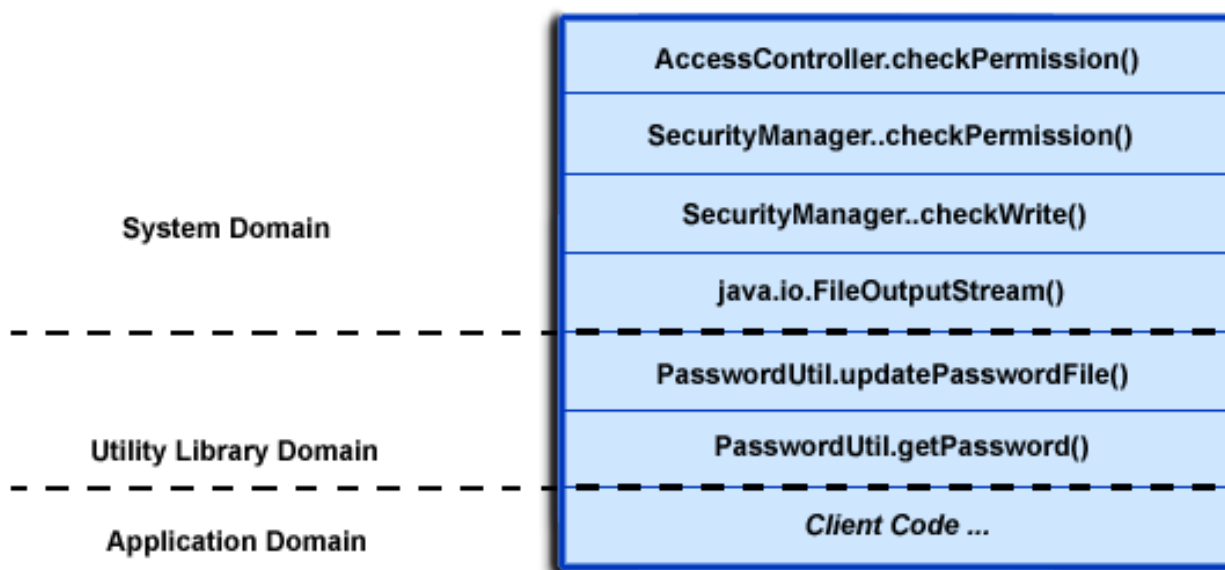 AccessController.checkPermission()
SecurityManager..checkPermission()
SecurityManager..checkWrite()
System Domain
java.io.FileOutputStream()
PasswordUtil.updatePasswordFile()
Utility Library Domain
PasswordUtil.getPassword()
Application Domain
Client Code ...